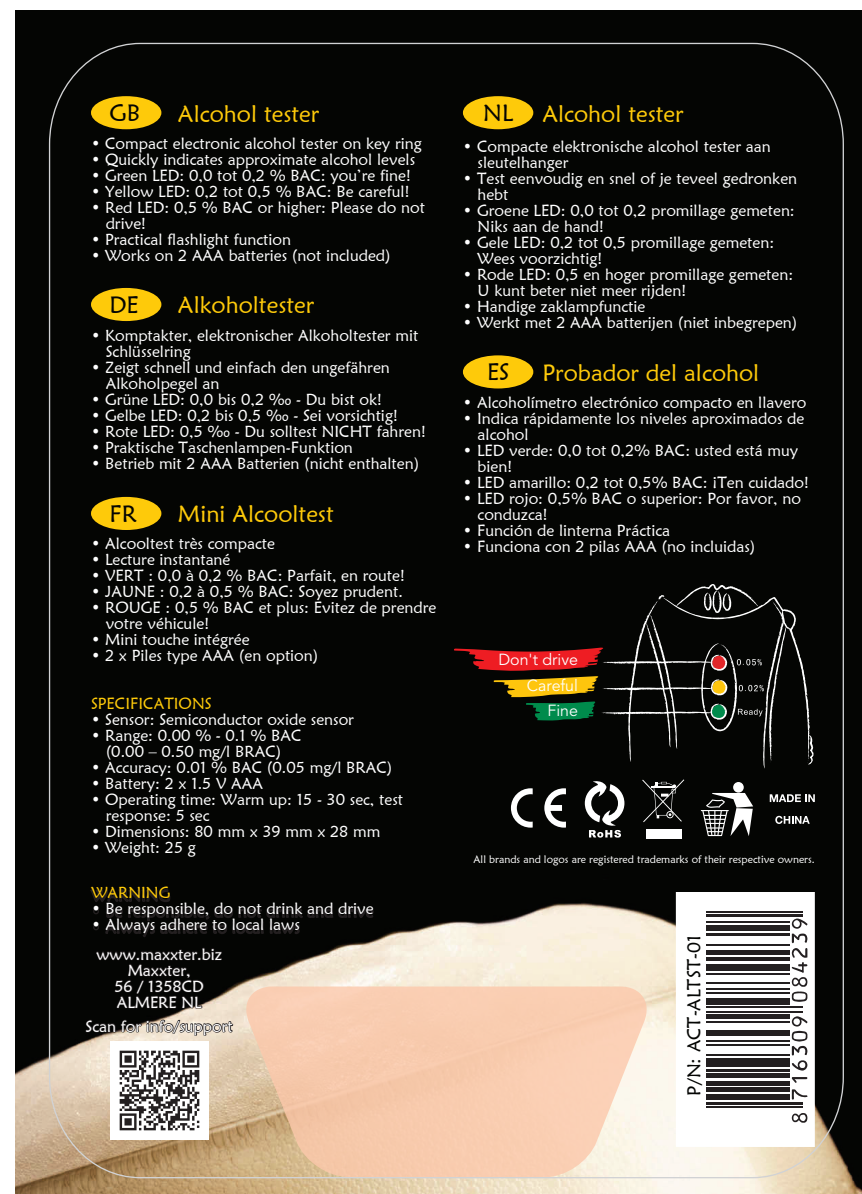 GB Alcohol tester
• Compact electronic alcohol tester on key ring
• Quickly indicates approximate alcohol levels
• Green LED: 0,0 tot 0,2 % BAC: you're fine!
• Yellow LED: 0,2 tot 0,5 % BAC: Be careful!
• Red LED: 0,5 % BAC or higher: Please do not
drive!
• Practical flashlight function
• Works on 2 AAA batteries (not included)
DE Alkoholtester
• Komptakter, elektronischer Alkoholtester mit
Schlüsselring
• Zeigt schnell und einfach den ungefähren
Alkoholpegel an
• Grüne LED: 0,0 bis 0,2 ‰ - Du bist ok!
• Gelbe LED: 0,2 bis 0,5 ‰ - Sei vorsichtig!
• Rote LED: 0,5 ‰ - Du solltest NICHT fahren!
• Praktische Taschenlampen-Funktion
• Betrieb mit 2 AAA Batterien (nicht enthalten)
FR Mini Alcooltest
• Alcooltest très compacte
• Lecture instantané
• VERT : 0,0 à 0,2 % BAC: Parfait, en route!
• JAUNE : 0,2 à 0,5 % BAC: Soyez prudent.
• ROUGE : 0,5 % BAC et plus: Évitez de prendre
votre véhicule!
• Mini touche intégrée
• 2 x Piles type AAA (en option)
SPECIFICATIONS
• Sensor: Semiconductor oxide sensor
• Range: 0.00 % - 0.1 % BAC
(0.00 – 0.50 mg/l BRAC)
• Accuracy: 0.01 % BAC (0.05 mg/l BRAC)
• Battery: 2 x 1.5 V AAA
• Operating time: Warm up: 15 - 30 sec, test
response: 5 sec
• Dimensions: 80 mm x 39 mm x 28 mm
• Weight: 25 g
WARNING
• Be responsible, do not drink and drive
• Always adhere to local laws
www.maxxter.biz
Maxxter,
56 / 1358CD
ALMERE NL
Scan for info/support
NL Alcohol tester
• Compacte elektronische alcohol tester aan
sleutelhanger
• Test eenvoudig en snel of je teveel gedronken
hebt
• Groene LED: 0,0 tot 0,2 promillage gemeten:
Niks aan de hand!
• Gele LED: 0,2 tot 0,5 promillage gemeten:
Wees voorzichtig!
• Rode LED: 0,5 en hoger promillage gemeten:
U kunt beter niet meer rijden!
• Handige zaklampfunctie
• Werkt met 2 AAA batterijen (niet inbegrepen)
ES Probador del alcohol
• Alcoholímetro electrónico compacto en llavero
• Indica rápidamente los niveles aproximados de
alcohol
• LED verde: 0,0 tot 0,2% BAC: usted está muy
bien!
• LED amarillo: 0,2 tot 0,5% BAC: ¡Ten cuidado!
• LED rojo: 0,5% BAC o superior: Por favor, no
conduzca!
• Función de linterna Práctica
• Funciona con 2 pilas AAA (no incluidas)
Don't drive 0.05%
Careful 0.02%
Fine Ready
CE
RoHS
MADE IN
CHINA
All brands and logos are registered trademarks of their respective owners.
P/N: ACT-ALTST-01
8 716309 084239